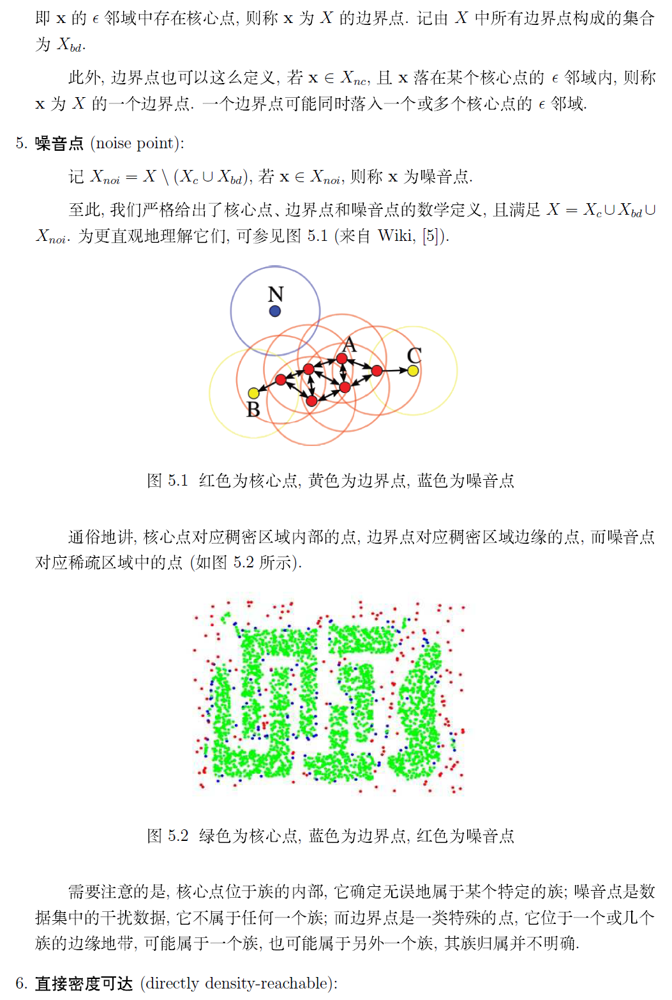 即 x 的 ϵ 邻域中存在核心点, 则称 x 为 X 的边界点. 记由 X 中所有边界点构成的集合
为 X_{bd}.
此外, 边界点也可以这么定义, 若 x ∈ X_{nc}, 且 x 落在某个核心点的 ϵ 邻域内, 则称
x 为 X 的一个边界点. 一个边界点可能同时落入一个或多个核心点的 ϵ 邻域.
5. 噪音点 (noise point):
记 X_{noi} = X \ (X_c ∪ X_{bd}), 若 x ∈ X_{noi}, 则称 x 为噪音点.
至此, 我们严格给出了核心点、边界点和噪音点的数学定义, 且满足 X = X_c ∪ X_{bd} ∪
X_{noi}. 为更直观地理解它们, 可参见图 5.1 (来自 Wiki, [5]).
N
A
C
B
图 5.1 红色为核心点, 黄色为边界点, 蓝色为噪音点
通俗地讲, 核心点对应稠密区域内部的点, 边界点对应稠密区域边缘的点, 而噪音点
对应稀疏区域中的点 (如图 5.2 所示).
图 5.2 绿色为核心点, 蓝色为边界点, 红色为噪音点
需要注意的是, 核心点位于族的内部, 它确定无误地属于某个特定的族; 噪音点是数
据集中的干扰数据, 它不属于任何一个族; 而边界点是一类特殊的点, 它位于一个或几个
族的边缘地带, 可能属于一个族, 也可能属于另外一个族, 其族归属并不明确.
6. 直接密度可达 (directly density-reachable):